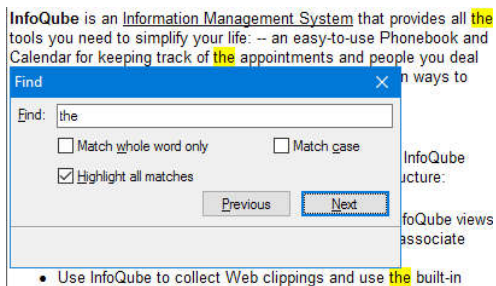 InfoQube is an Information Management System that provides all the
tools you need to simplify your life: -- an easy-to-use Phonebook and
Calendar for keeping track of the appointments and people you deal
n ways to
Find
Find: the
Match whole word only Match case
InfoQube
Highlight all matches
ucture:
Previous Next
foQube views
associate
• Use InfoQube to collect Web clippings and use the built-in